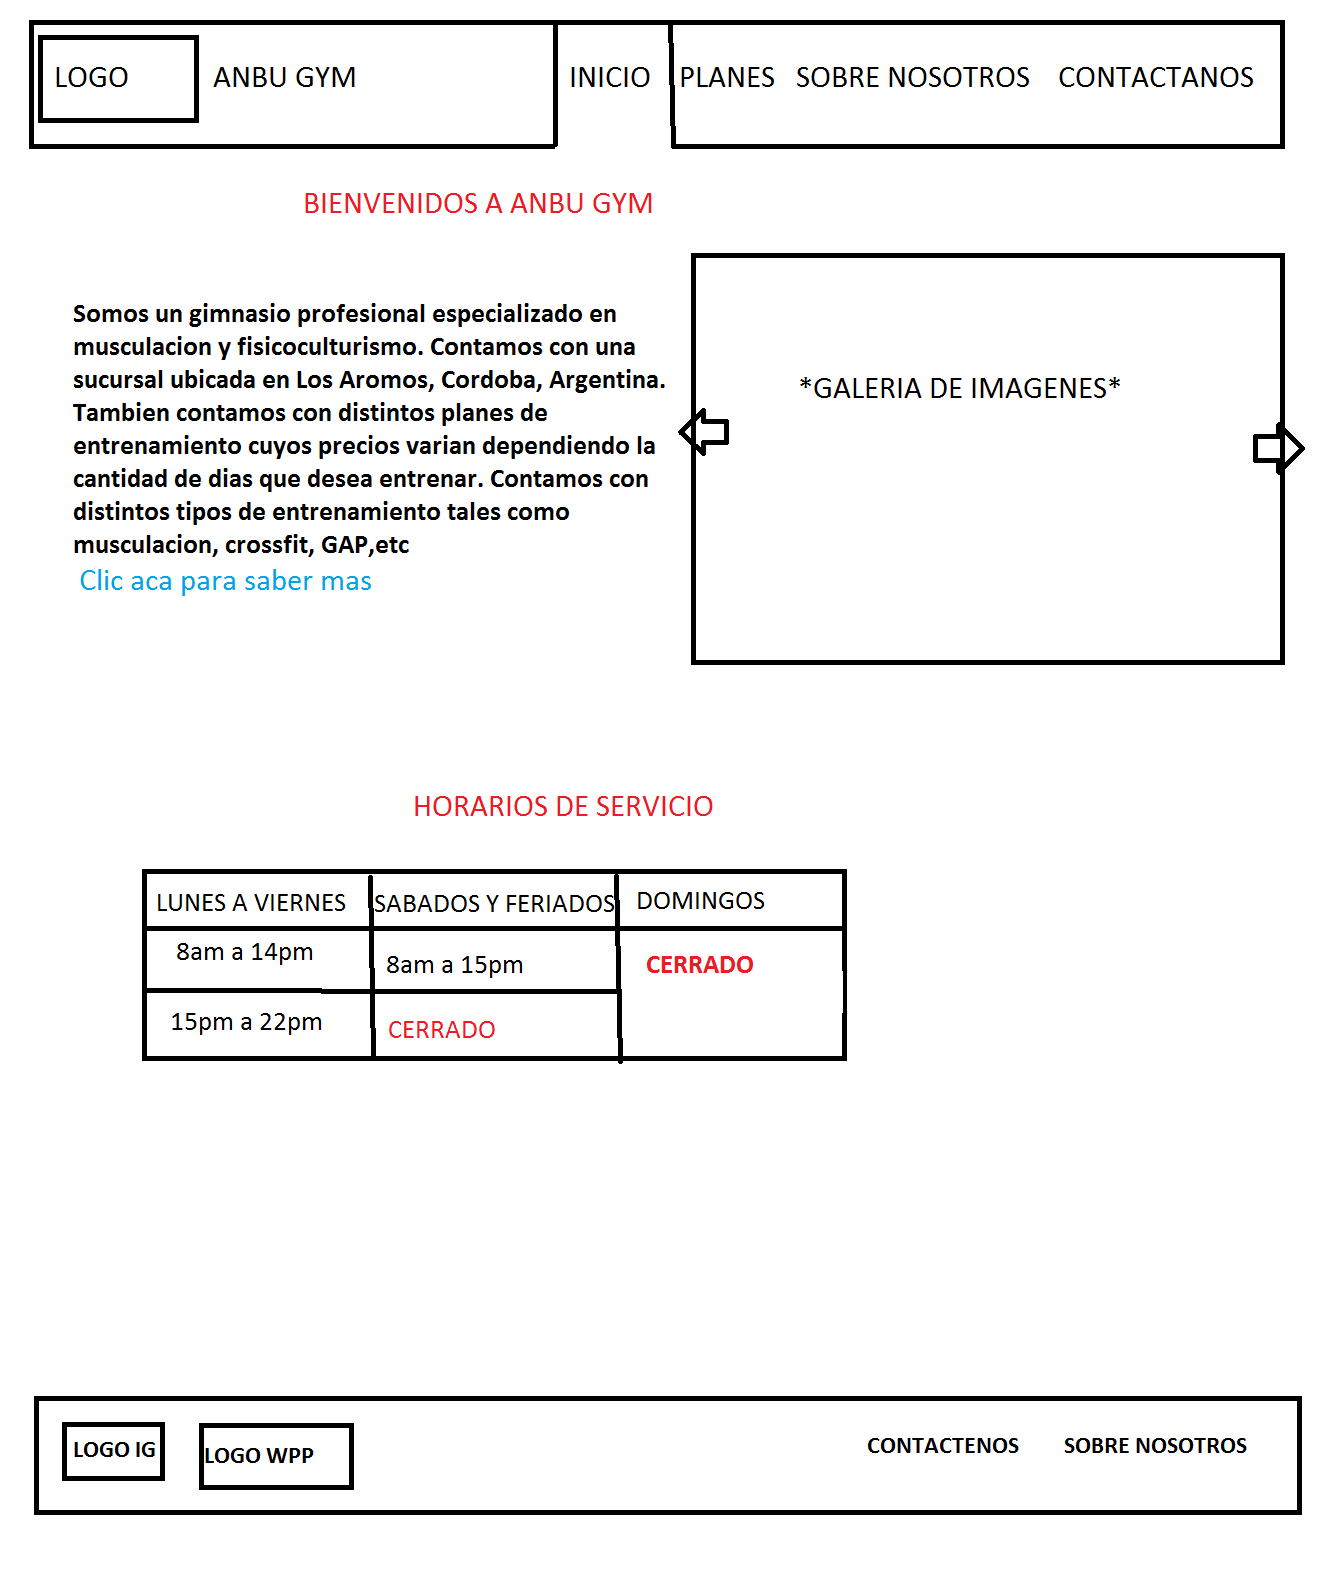 LOGO ANBU GYM INICIO PLANES SOBRE NOSOTROS CONTACTANOS
BIENVENIDOS A ANBU GYM
Somos un gimnasio profesional especializado en
musculacion y fisicoculturismo. Contamos con una
sucursal ubicada en Los Aromos, Cordoba, Argentina.
Tambien contamos con distintos planes de
entrenamiento cuyos precios varian dependiendo la
cantidad de dias que desea entrenar. Contamos con
distintos tipos de entrenamiento tales como
musculacion, crossfit, GAP,etc
Clic aca para saber mas
*GALERIA DE IMAGENES*
HORARIOS DE SERVICIO
LUNES A VIERNES SABADOS Y FERIADOS DOMINGOS
8am a 14pm 8am a 15pm CERRADO
15pm a 22pm CERRADO
LOGO IG LOGO WPP CONTACTENOS SOBRE NOSOTROS